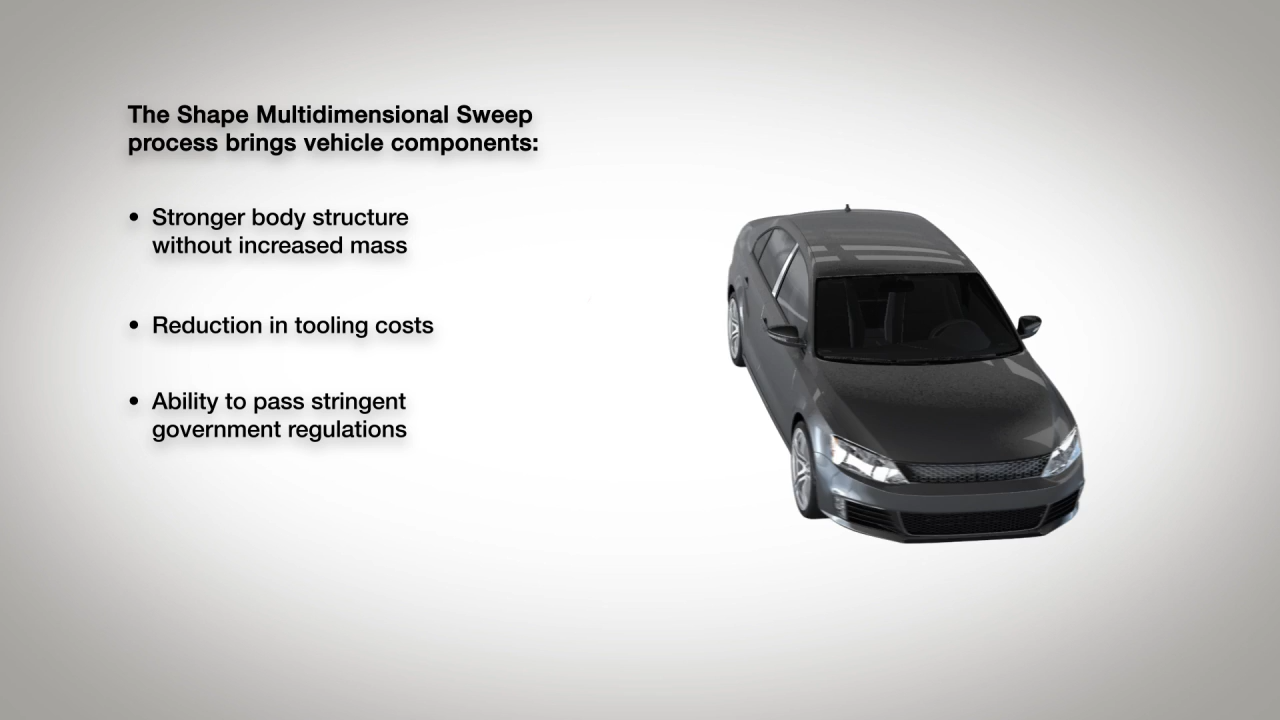 The Shape Multidimensional Sweep
process brings vehicle components:
• Stronger body structure
without increased mass
• Reduction in tooling costs
• Ability to pass stringent
government regulations